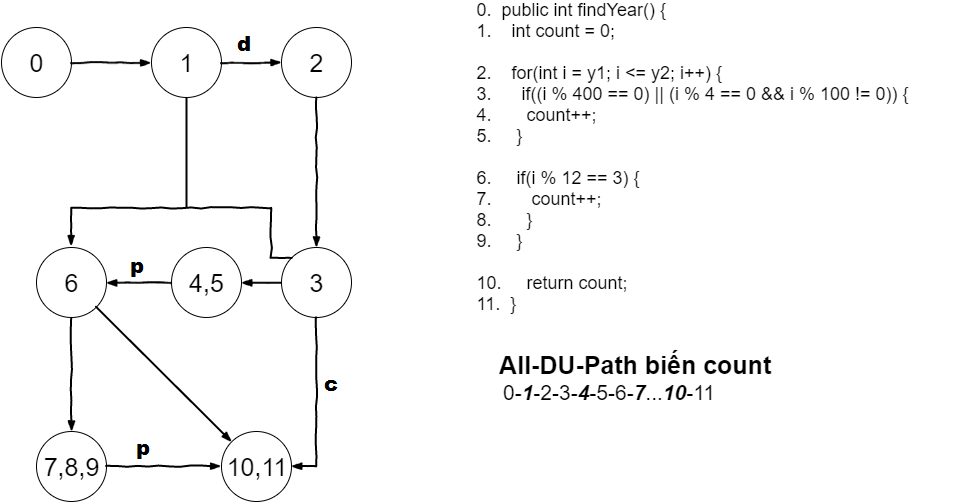 0. public int findYear() {
1. int count = 0;
2. for(int i = y1; i <= y2; i++) {
3. if((i % 400 == 0) || (i % 4 == 0 && i % 100 != 0)) {
4. count++;
5. }
6. if(i % 12 == 3) {
7. count++;
8. }
9. }
10. return count;
11. }
All-DU-Path biến count
0-1-2-3-4-5-6-7...10-11
0
1
d
2
6
p
4,5
3
c
7,8,9
p
10,11